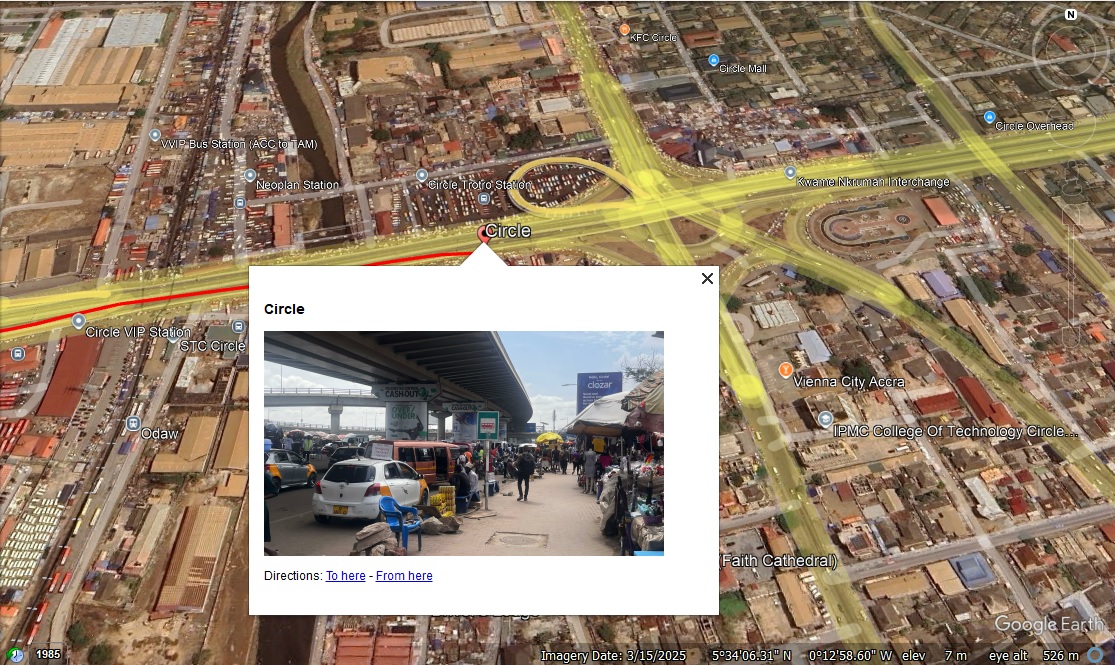 N
KFC Circle
Circle Mall
Circle Overhead
VVIP Bus Station (ACC to TAM)
Neoplan Station
Circle Trotro Station
Kwame Nkrumah Interchange
Circle
Circle VIP Station
STC Circle
Odaw
Circle
CASHOUT
clozar
Directions: To here - From here
Vienna City Accra
IPMC College Of Technology Circle...
(Faith Cathedral)
Google Earth
1985
Imagery Date: 3/15/2025 5°34'06.31" N 0°12'58.60" W elev 7 m eye alt 526 m